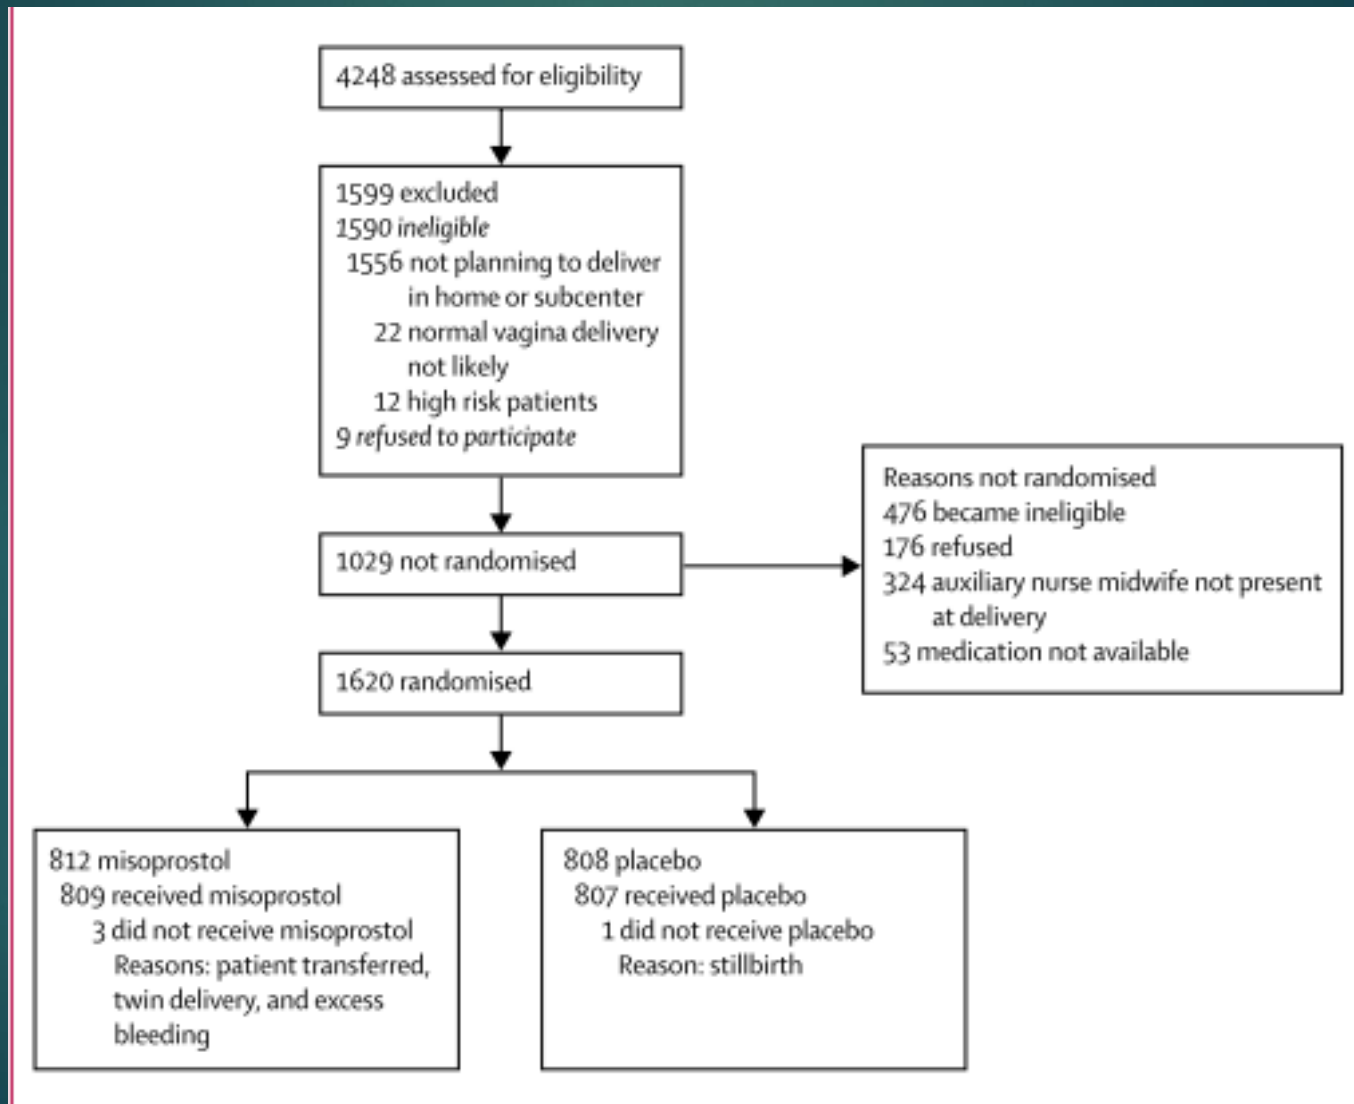 4248 assessed for eligibility
1599 excluded
1590 ineligible
1556 not planning to deliver
in home or subcenter
22 normal vagina delivery
not likely
12 high risk patients
9 refused to participate
1029 not randomised
Reasons not randomised
476 became ineligible
176 refused
324 auxiliary nurse midwife not present
at delivery
53 medication not available
1620 randomised
812 misoprostol
809 received misoprostol
3 did not receive misoprostol
Reasons: patient transferred,
twin delivery, and excess
bleeding
808 placebo
807 received placebo
1 did not receive placebo
Reason: stillbirth